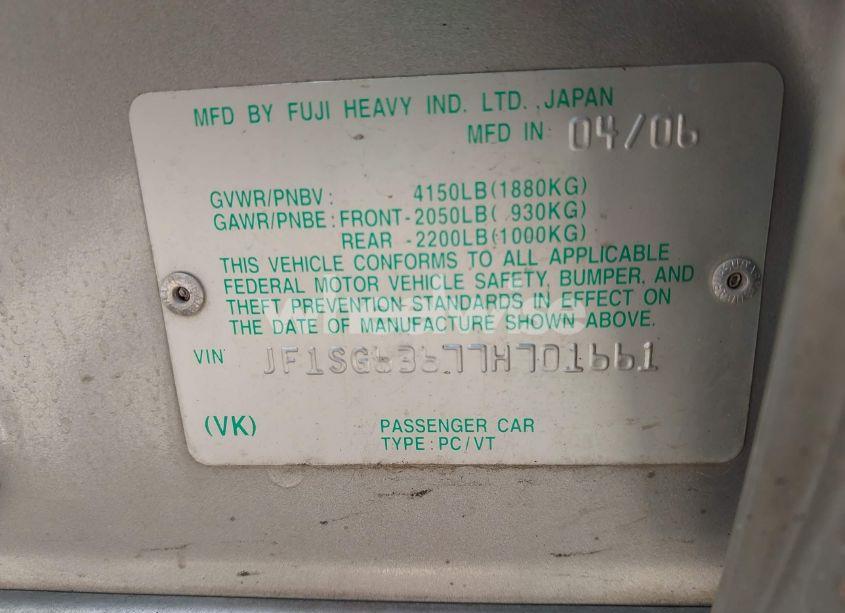 MFD BY FUJI HEAVY IND. LTD. JAPAN
MFD IN 04/06
GVWR/PNBV : 4150LB(1880KG)
GAWR/PNBE : FRONT-2050LB( 930KG)
REAR -2200LB(1000KG)
THIS VEHICLE CONFORMS TO ALL APPLICABLE
FEDERAL MOTOR VEHICLE SAFETY, BUMPER, AND
THEFT PREVENTION STANDARDS IN EFFECT ON
THE DATE OF MANUFACTURE SHOWN ABOVE.
VIN
(VK) PASSENGER CAR
TYPE : PC/VT